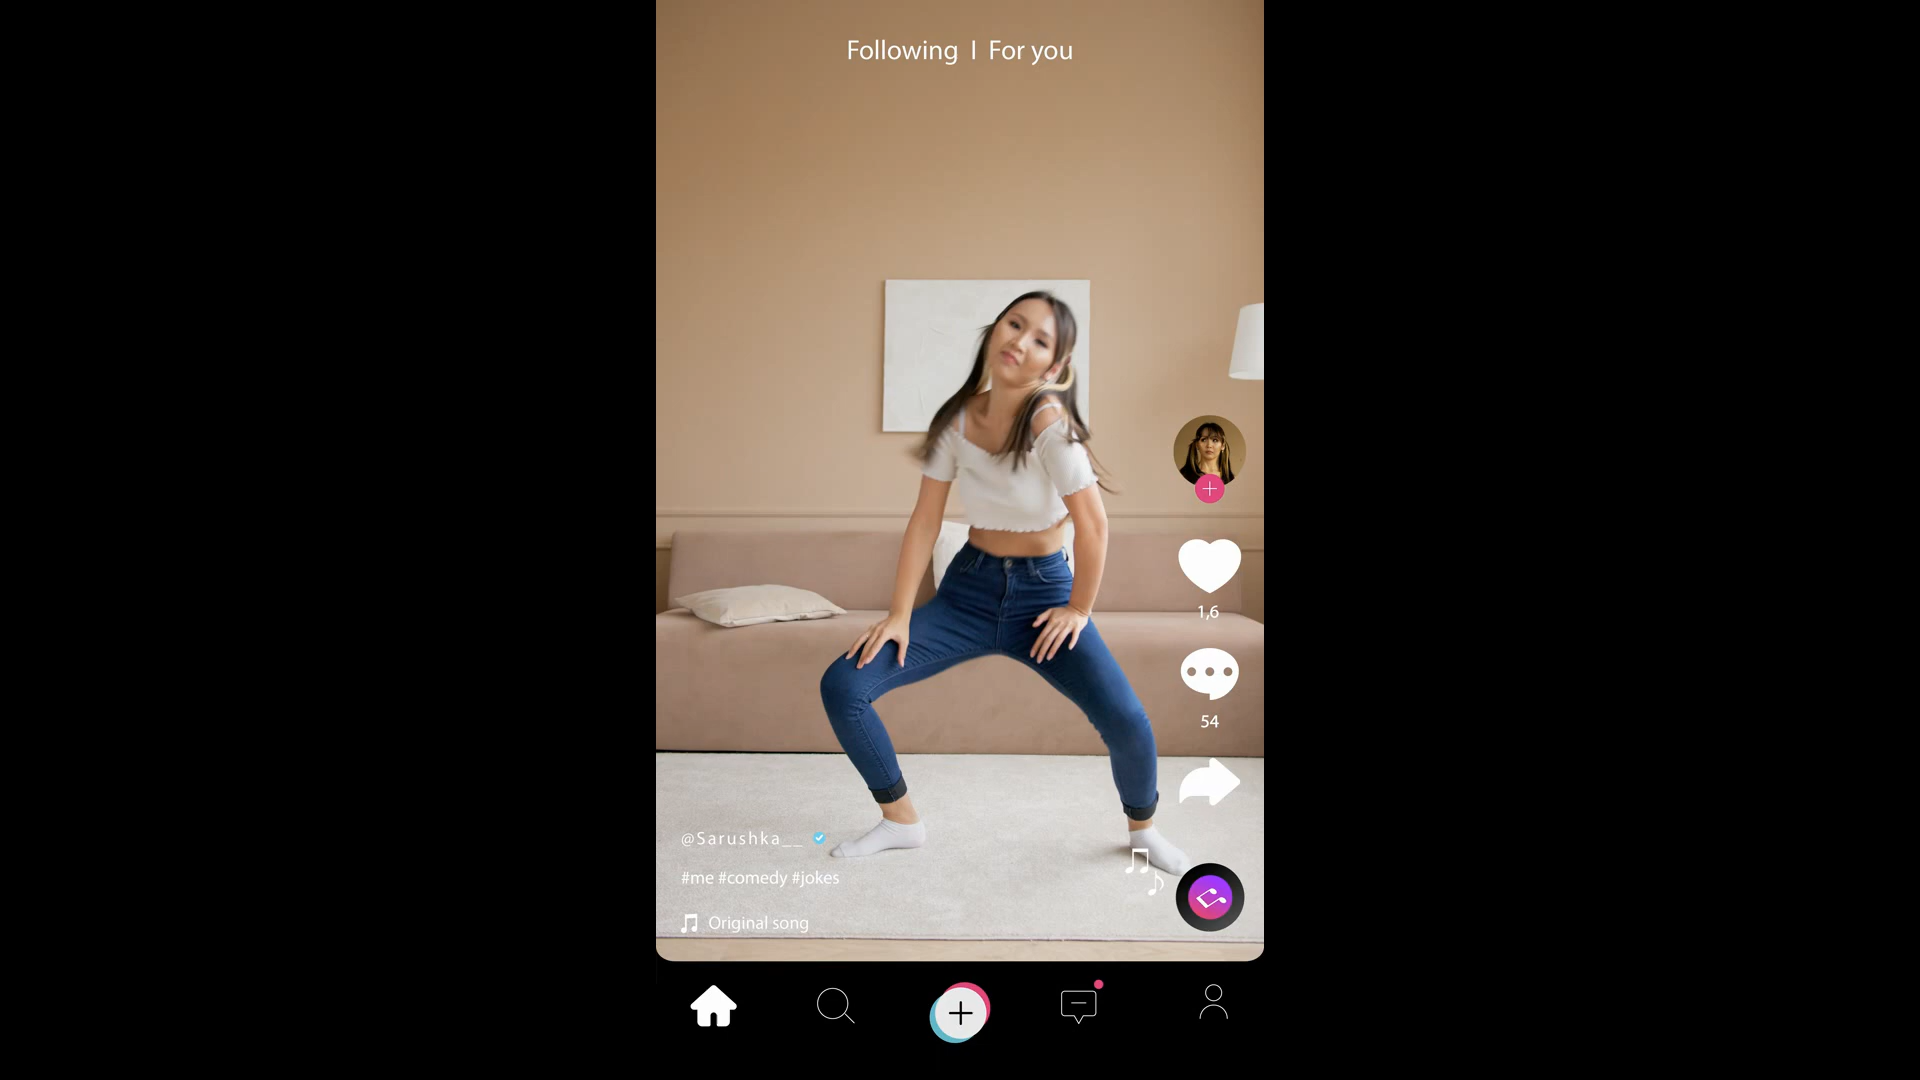 Following | For you
1,6
54
@Sarushka__
#me #comedy #jokes
Original song